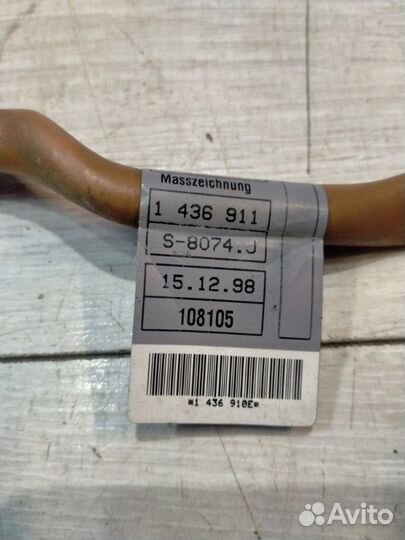 Masszeichnung
1 436 911
S-8074.J
15.12.98
108105
*1 436 910E*
Avito